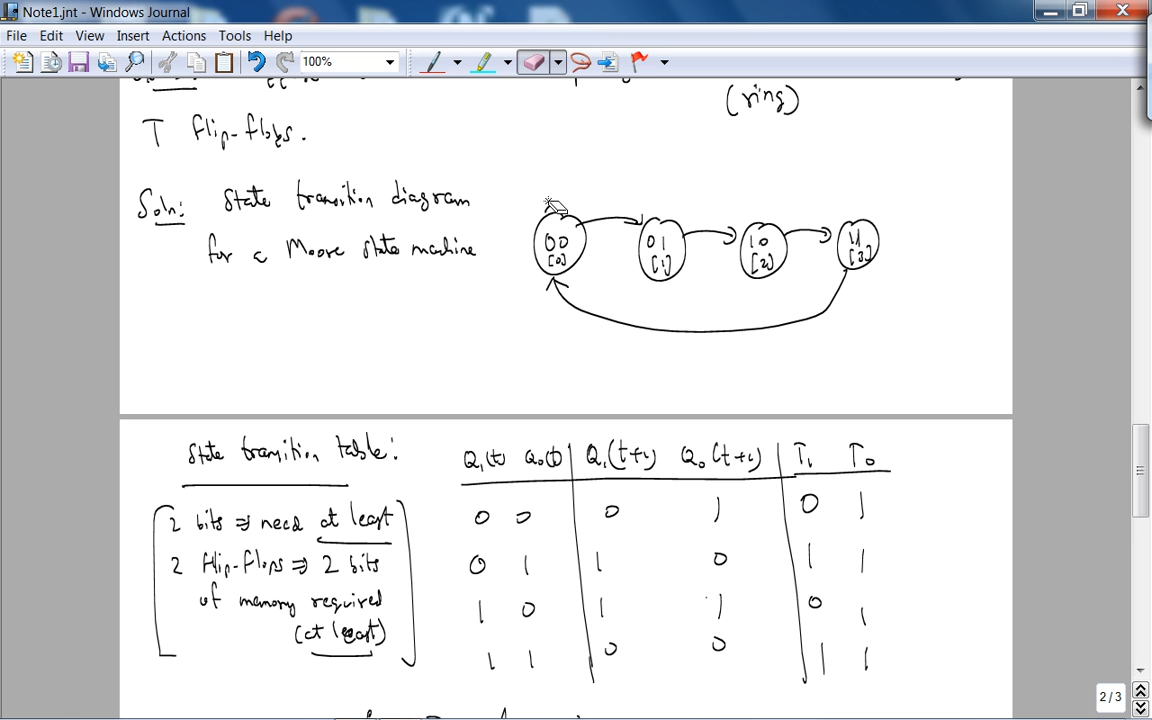 Note1.jnt - Windows Journal
File Edit View Insert Actions Tools Help
100%
(ring)
T flip-flops.
Soln: State transition diagram
for a Moore state machine
00 01 10 11
[0] [1] [2] [3]
State transition table:
Q1(t) Q0(t) Q1(t+1) Q0(t+1) T1 T0
2 bits ⇒ need at least
0 0 0 1 0 1
2 flip-flops ⇒ 2 bits
0 1 1 0 1 1
of memory required
1 0 1 1 0 1
(at least)
1 1 0 0 1 1
2/3